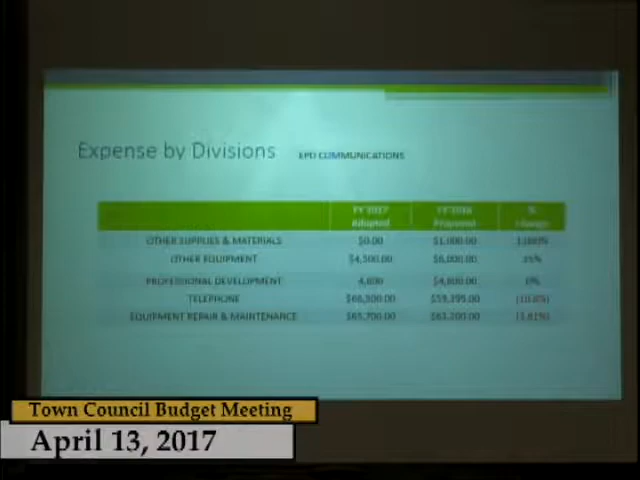 Expense by Divisions EPD COMMUNICATIONS
FY 2017 FY 2018 %
Adopted Proposed change
OTHER SUPPLIES & MATERIALS $0.00 $1,000.00
OTHER EQUIPMENT $4,500.00 $6,000.00
PROFESSIONAL DEVELOPMENT 4,800 $4,800.00 0%
TELEPHONE $66,500.00 $59,395.00
EQUIPMENT REPAIR & MAINTENANCE $65,700.00 $63,200.00
Town Council Budget Meeting
April 13, 2017